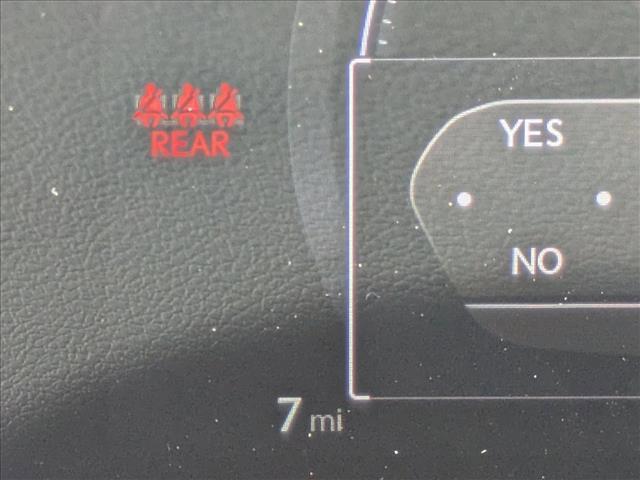 REAR
YES
NO
7 mi